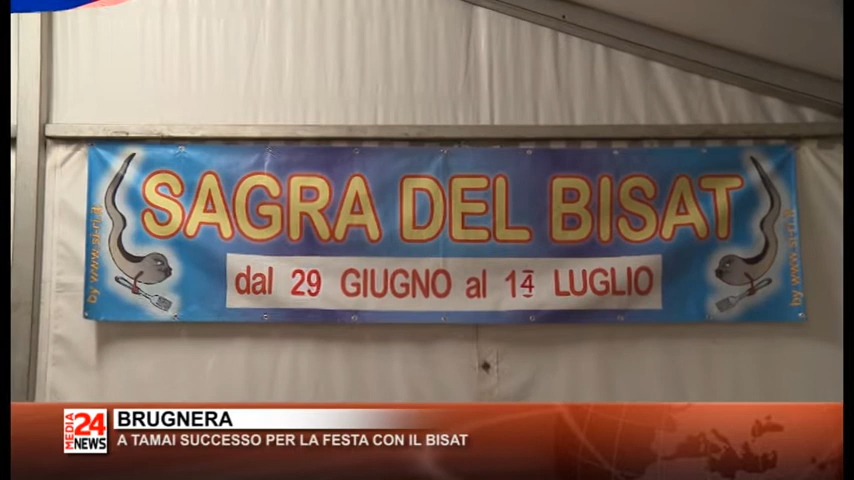 SAGRA DEL BISAT
dal 29 GIUGNO al 14 LUGLIO
MEDIA
24
NEWS
BRUGNERA
A TAMAI SUCCESSO PER LA FESTA CON IL BISAT